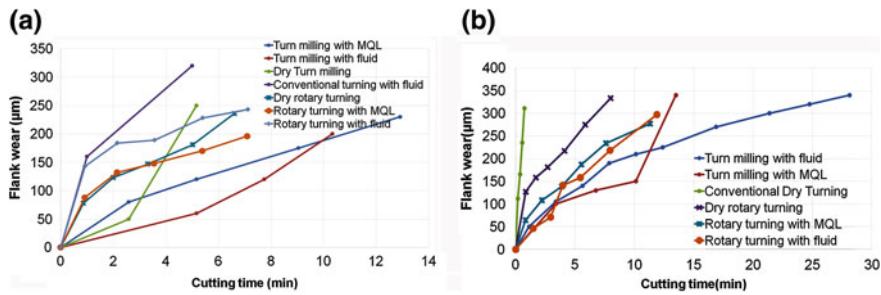 (a)
350
300
250
200
150
100
50
0
Flank wear (μm)
0 2 4 6 8 10 12 14
Cutting time (min)
Turn milling with MQL
Turn milling with fluid
Dry Turn milling
Conventional turning with fluid
Dry rotary turning
Rotary turning with MQL
Rotary turning with fluid
(b)
400
350
300
250
200
150
100
50
0
Flank wear(μm)
0 5 10 15 20 25 30
Cutting time(min)
Turn milling with fluid
Turn milling with MQL
Conventional Dry Turning
Dry rotary turning
Rotary turning with MQL
Rotary turning with fluid